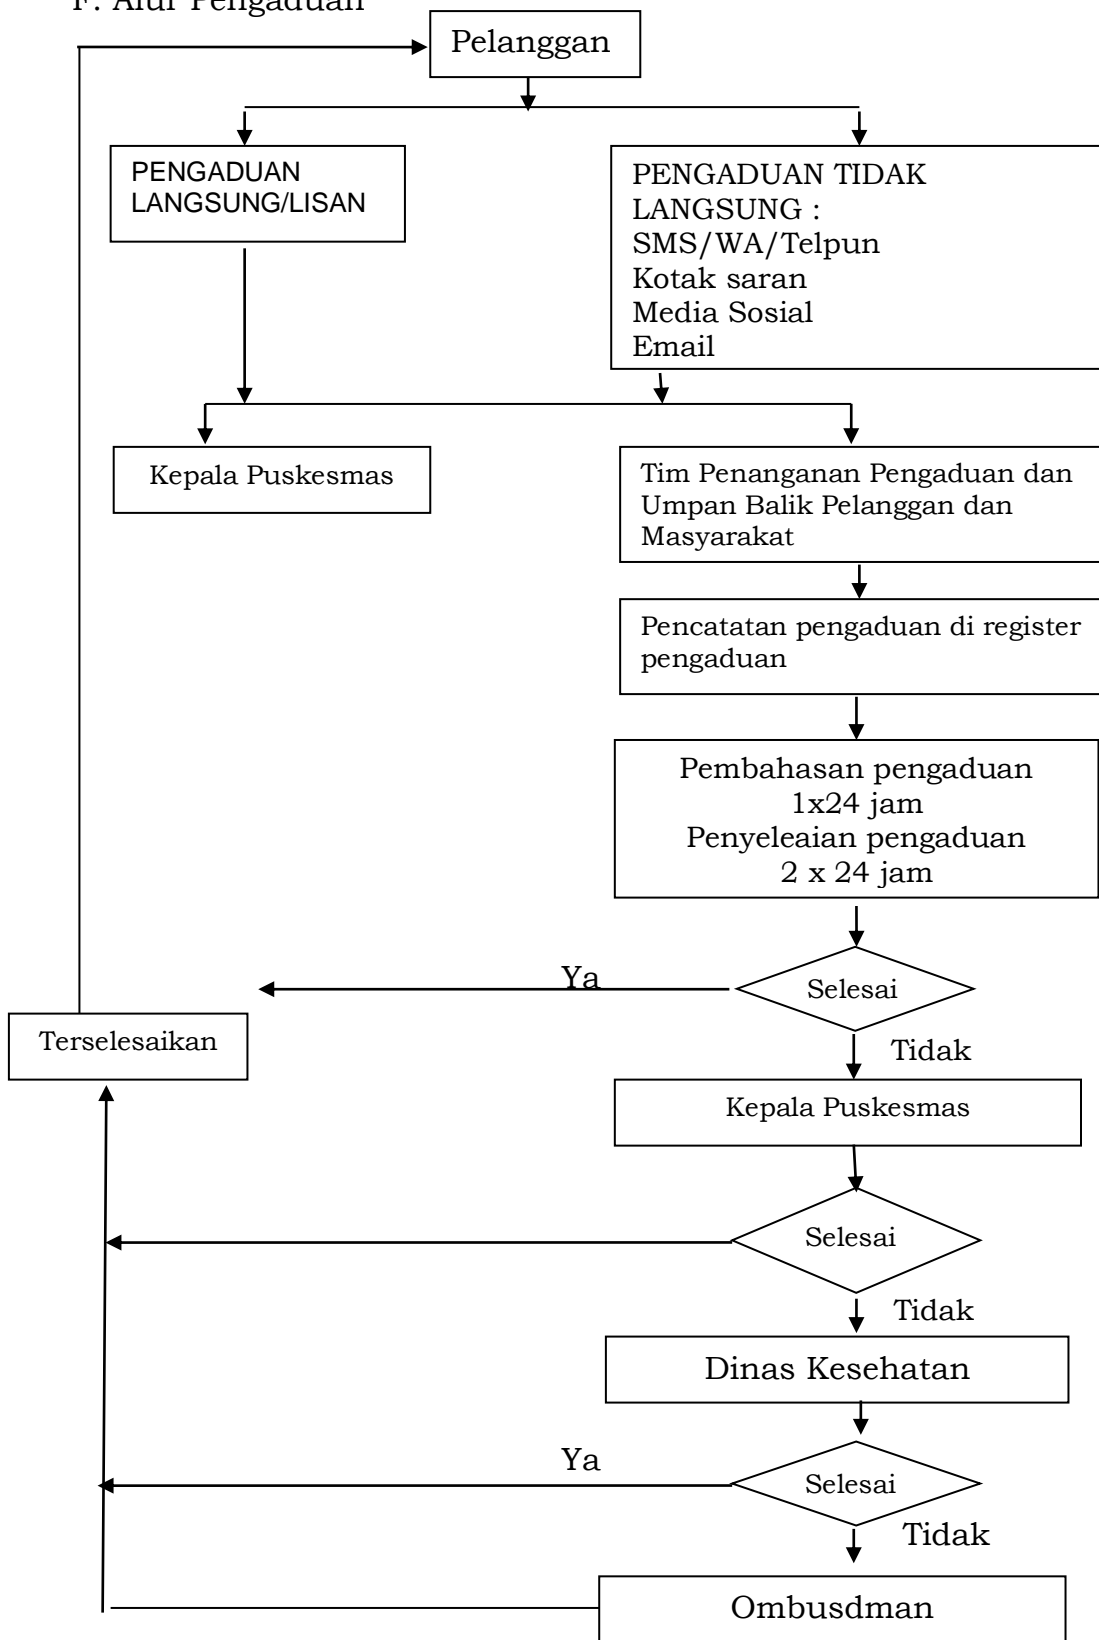 F. Alur Pengaduan
Pelanggan
PENGADUAN
LANGSUNG/LISAN
PENGADUAN TIDAK
LANGSUNG :
SMS/WA/Telpun
Kotak saran
Media Sosial
Email
Kepala Puskesmas
Tim Penanganan Pengaduan dan
Umpan Balik Pelanggan dan
Masyarakat
Pencatatan pengaduan di register
pengaduan
Pembahasan pengaduan
1x24 jam
Penyeleaian pengaduan
2 x 24 jam
Ya
Selesai
Terselesaikan
Tidak
Kepala Puskesmas
Selesai
Tidak
Dinas Kesehatan
Ya
Selesai
Tidak
Ombusdman